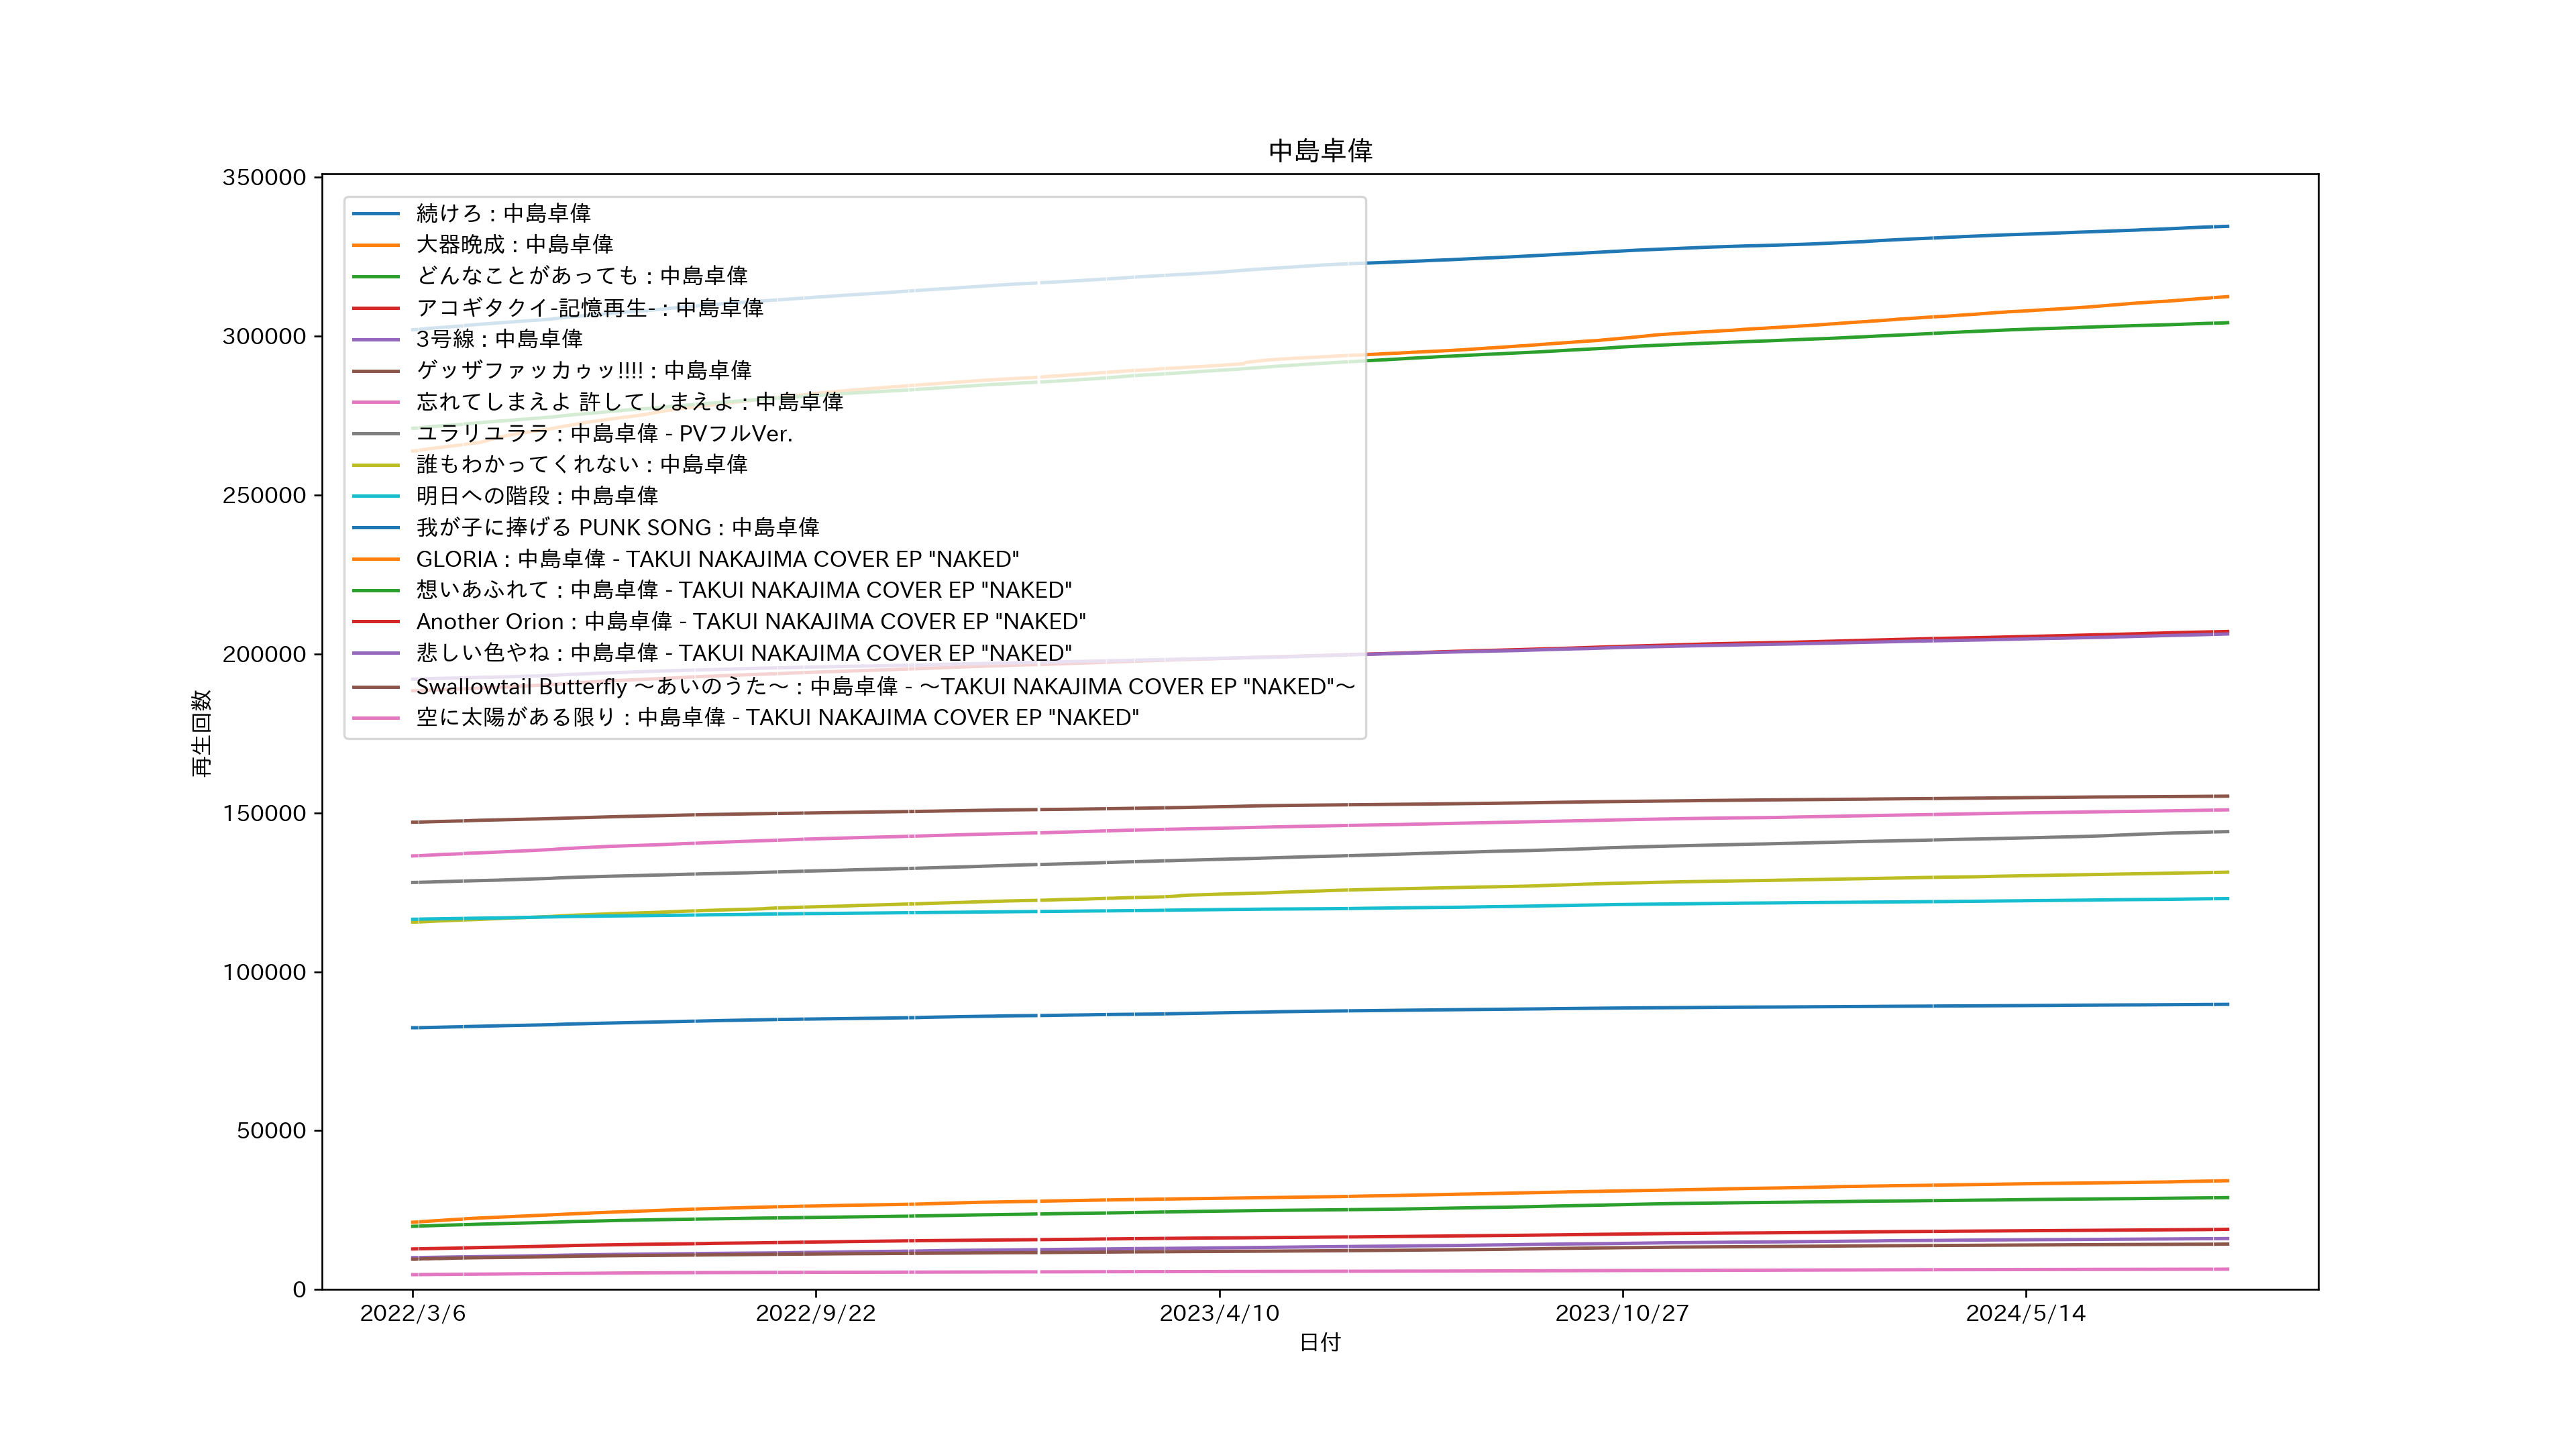 中島卓偉
350000
300000
250000
200000
150000
100000
50000
0
再生回数
続けろ : 中島卓偉
大器晩成 : 中島卓偉
どんなことがあっても : 中島卓偉
アコギタクイ-記憶再生- : 中島卓偉
3号線 : 中島卓偉
ゲッザファッカゥッ!!!! : 中島卓偉
忘れてしまえよ 許してしまえよ : 中島卓偉
ユラリユララ : 中島卓偉 - PVフルVer.
誰もわかってくれない : 中島卓偉
明日への階段 : 中島卓偉
我が子に捧げる PUNK SONG : 中島卓偉
GLORIA : 中島卓偉 - TAKUI NAKAJIMA COVER EP "NAKED"
想いあふれて : 中島卓偉 - TAKUI NAKAJIMA COVER EP "NAKED"
Another Orion : 中島卓偉 - TAKUI NAKAJIMA COVER EP "NAKED"
悲しい色やね : 中島卓偉 - TAKUI NAKAJIMA COVER EP "NAKED"
Swallowtail Butterfly 〜あいのうた〜 : 中島卓偉 - 〜TAKUI NAKAJIMA COVER EP "NAKED"〜
空に太陽がある限り : 中島卓偉 - TAKUI NAKAJIMA COVER EP "NAKED"
2022/3/6
2022/9/22
2023/4/10
2023/10/27
2024/5/14
日付